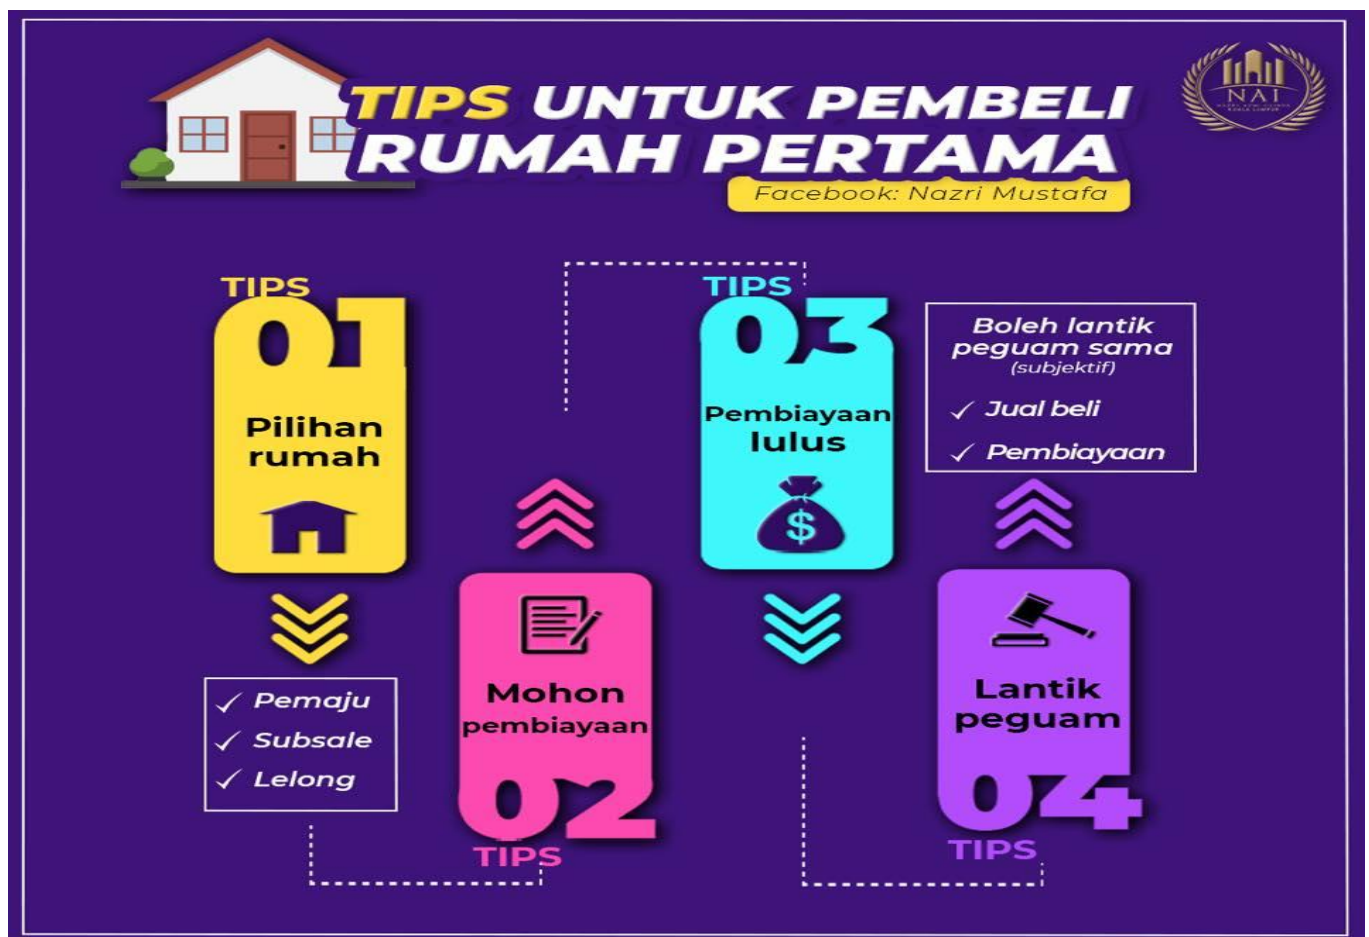 TIPS UNTUK PEMBELI
RUMAH PERTAMA
Facebook: Nazri Mustafa
NAI
TIPS
01
Pilihan
rumah
Pemaju
Subsale
Lelong
Mohon
pembiayaan
02
TIPS
TIPS
03
Pembiayaan
lulus
$
Boleh lantik
peguam sama
(subjektif)
Jual beli
Pembiayaan
Lantik
peguam
04
TIPS